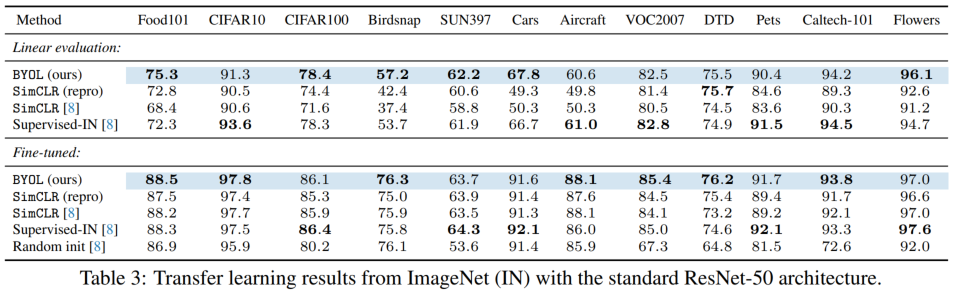 Method Food101 CIFAR10 CIFAR100 Birdsnap SUN397 Cars Aircraft VOC2007 DTD Pets Caltech-101 Flowers
Linear evaluation:
BYOL (ours) 75.3 91.3 78.4 57.2 62.2 67.8 60.6 82.5 75.5 90.4 94.2 96.1
SimCLR (repro) 72.8 90.5 74.4 42.4 60.6 49.3 49.8 81.4 75.7 84.6 89.3 92.6
SimCLR [8] 68.4 90.6 71.6 37.4 58.8 50.3 50.3 80.5 74.5 83.6 90.3 91.2
Supervised-IN [8] 72.3 93.6 78.3 53.7 61.9 66.7 61.0 82.8 74.9 91.5 94.5 94.7
Fine-tuned:
BYOL (ours) 88.5 97.8 86.1 76.3 63.7 91.6 88.1 85.4 76.2 91.7 93.8 97.0
SimCLR (repro) 87.5 97.4 85.3 75.0 63.9 91.4 87.6 84.5 75.4 89.4 91.7 96.6
SimCLR [8] 88.2 97.7 85.9 75.9 63.5 91.3 88.1 84.1 73.2 89.2 92.1 97.0
Supervised-IN [8] 88.3 97.5 86.4 75.8 64.3 92.1 86.0 85.0 74.6 92.1 93.3 97.6
Random init [8] 86.9 95.9 80.2 76.1 53.6 91.4 85.9 67.3 64.8 81.5 72.6 92.0
Table 3: Transfer learning results from ImageNet (IN) with the standard ResNet-50 architecture.